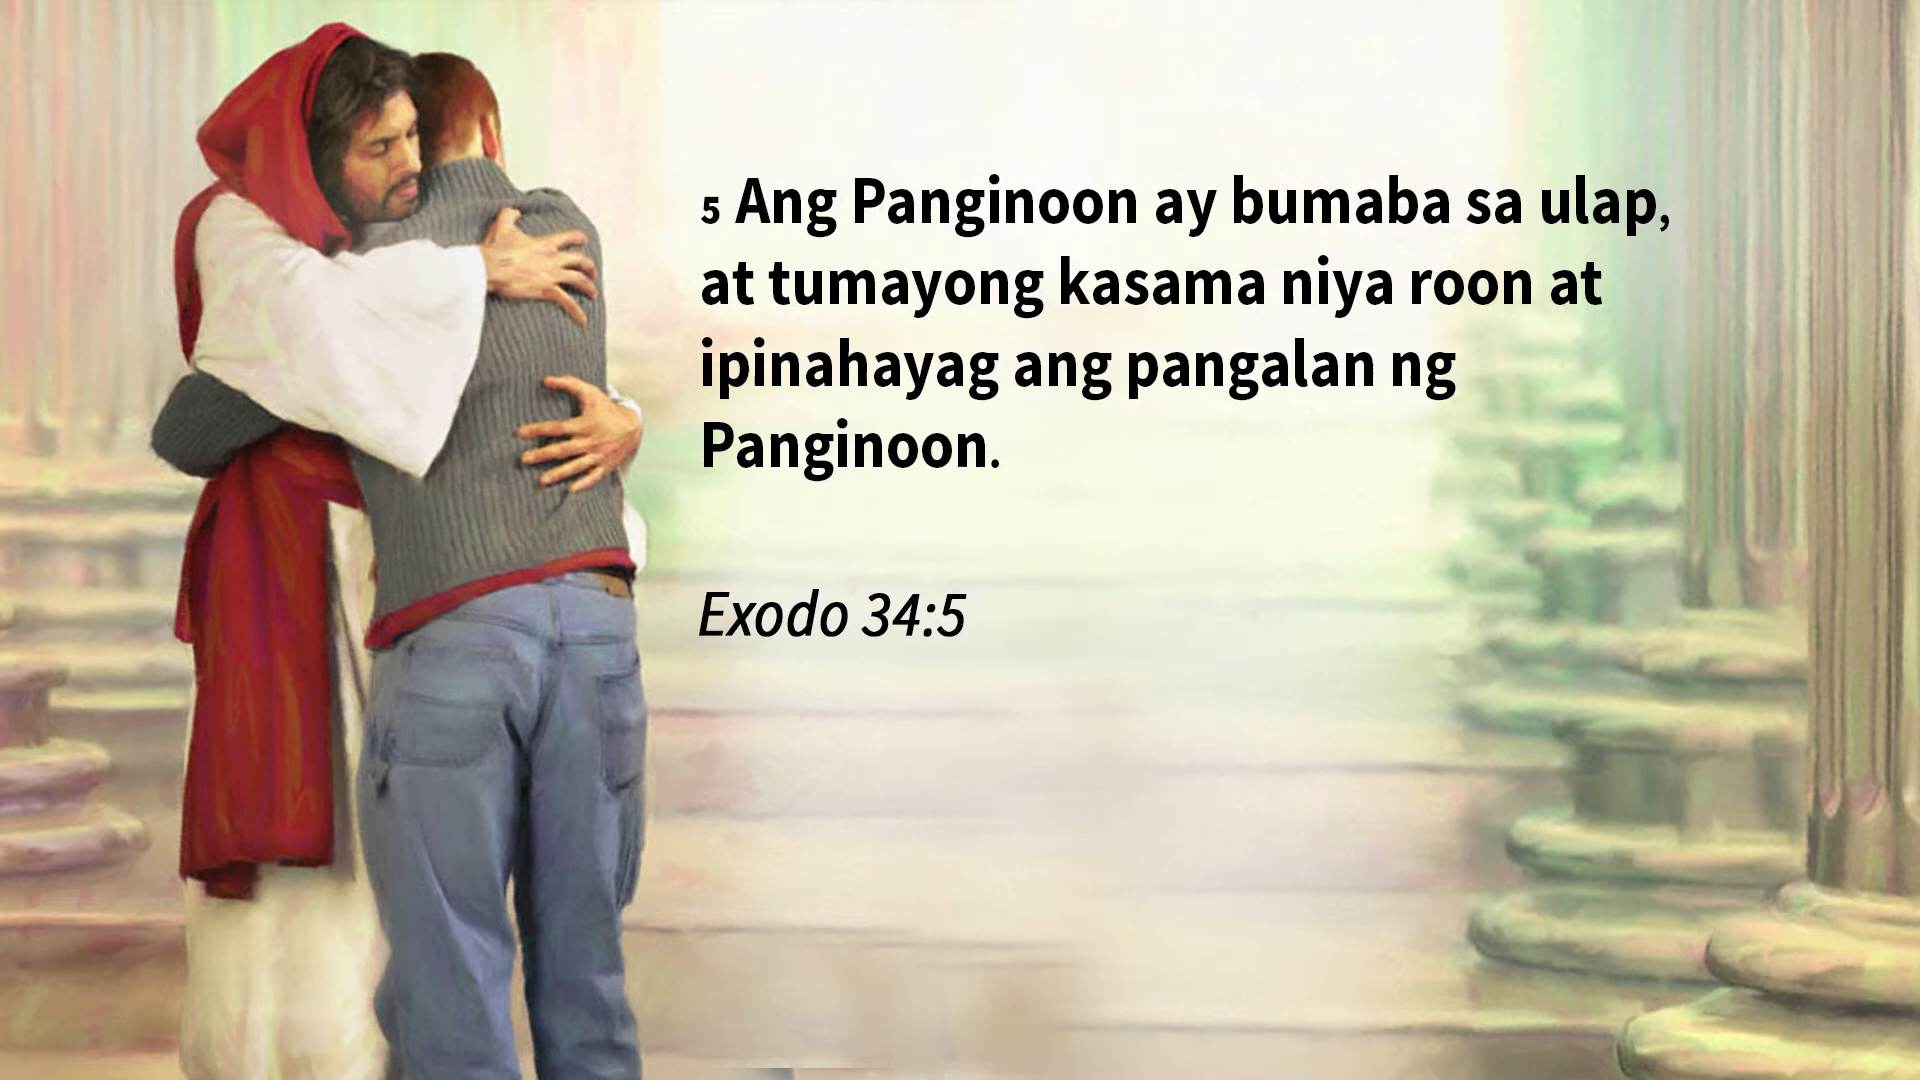 5 Ang Panginoon ay bumaba sa ulap,
at tumayong kasama niya roon at
ipinahayag ang pangalan ng
Panginoon.
Exodo 34:5